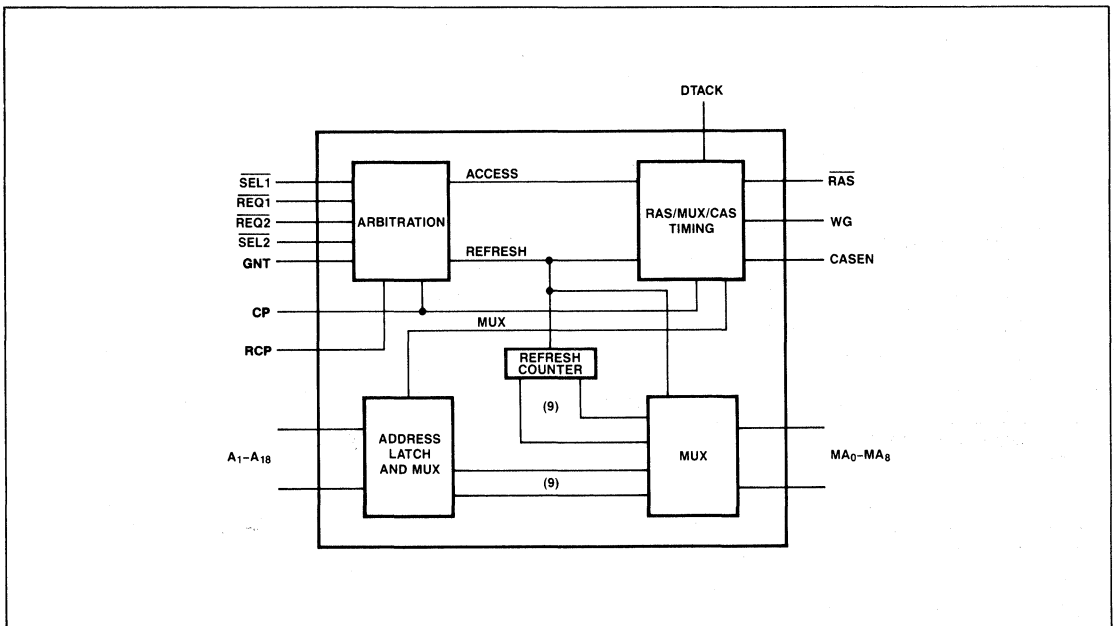 DTACK
SEL1
REQ1
REQ2
SEL2
GNT
CP
RCP
ARBITRATION
ACCESS
REFRESH
RAS/MUX/CAS
TIMING
RAS
WG
CASEN
MUX
REFRESH
COUNTER
(9)
A1–A18
ADDRESS
LATCH
AND MUX
(9)
MUX
MA0–MA8